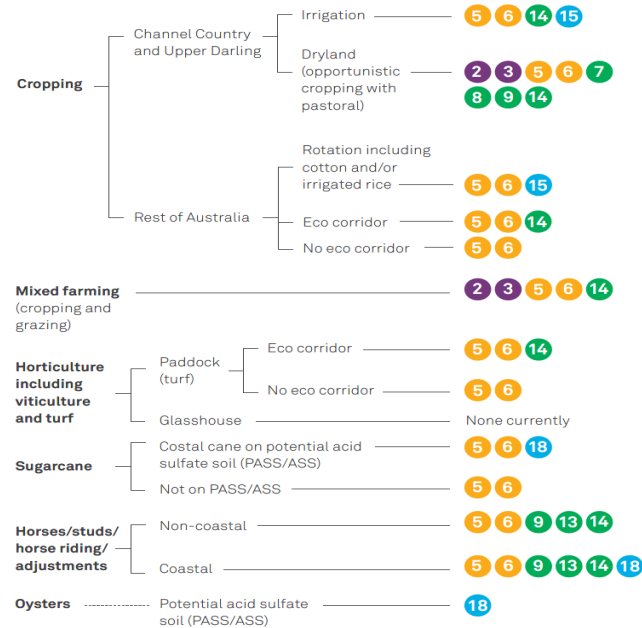 Irrigation 5 6 14 15
Channel Country
and Upper Darling
Dryland
(opportunistic
cropping with
pastoral)
2 3 5 6 7
8 9 14
Cropping
Rotation including
cotton and/or
irrigated rice 5 6 15
Rest of Australia
Eco corridor 5 6 14
No eco corridor 5 6
Mixed farming 2 3 5 6 14
(cropping and
grazing)
Horticulture
including
viticulture
and turf
Paddock
(turf)
Eco corridor 5 6 14
No eco corridor 5 6
Glasshouse None currently
Sugarcane
Costal cane on potential acid
sulfate soil (PASS/ASS) 5 6 18
Not on PASS/ASS 5 6
Horses/studs/
horse riding/
adjustments
Non-coastal 5 6 9 13 14
Coastal 5 6 9 13 14 18
Oysters
Potential acid sulfate
soil (PASS/ASS)
18